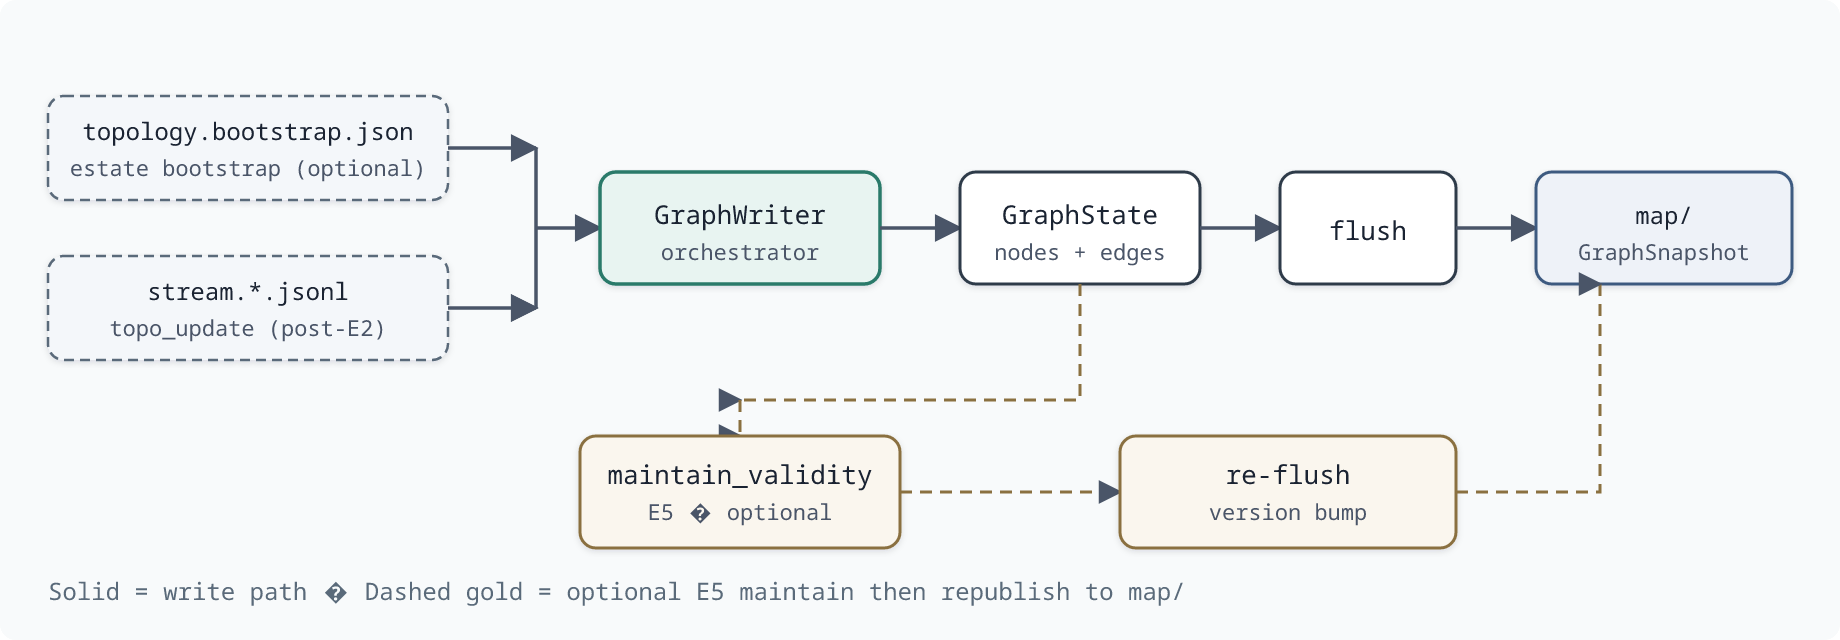 topology.bootstrap.json
estate bootstrap (optional)
stream.*.jsonl
topo_update (post-E2)
GraphWriter
orchestrator
GraphState
nodes + edges
flush
map/
GraphSnapshot
maintain_validity
E5 � optional
re-flush
version bump
Solid = write path � Dashed gold = optional E5 maintain then republish to map/